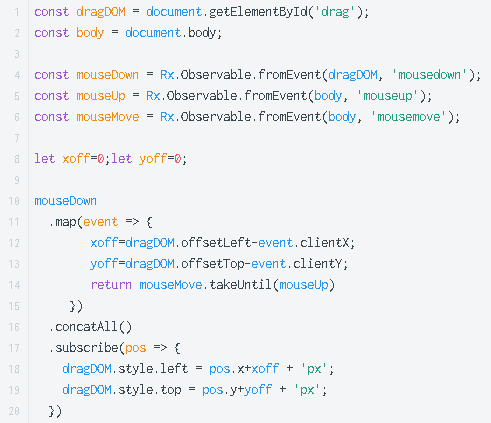 1 const dragDOM = document.getElementById('drag');
2 const body = document.body;
3
4 const mouseDown = Rx.Observable.fromEvent(dragDOM, 'mousedown');
5 const mouseUp = Rx.Observable.fromEvent(body, 'mouseup');
6 const mouseMove = Rx.Observable.fromEvent(body, 'mousemove');
7
8 let xoff=0;let yoff=0;
9
10 mouseDown
11   .map(event => {
12         xoff=dragDOM.offsetLeft-event.clientX;
13         yoff=dragDOM.offsetTop-event.clientY;
14         return mouseMove.takeUntil(mouseUp)
15      })
16   .concatAll()
17   .subscribe(pos => {
18     dragDOM.style.left = pos.x+xoff + 'px';
19     dragDOM.style.top = pos.y+yoff + 'px';
20   })